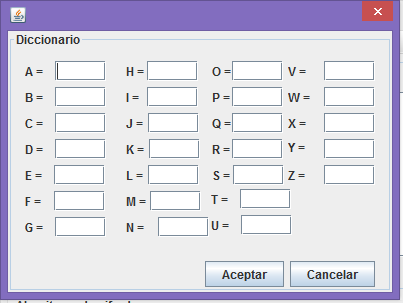 Diccionario
A = H = O = V =
B = I = P = W =
C = J = Q = X =
D = K = R = Y =
E = L = S = Z =
F = M = T =
G = N = U =
Aceptar Cancelar